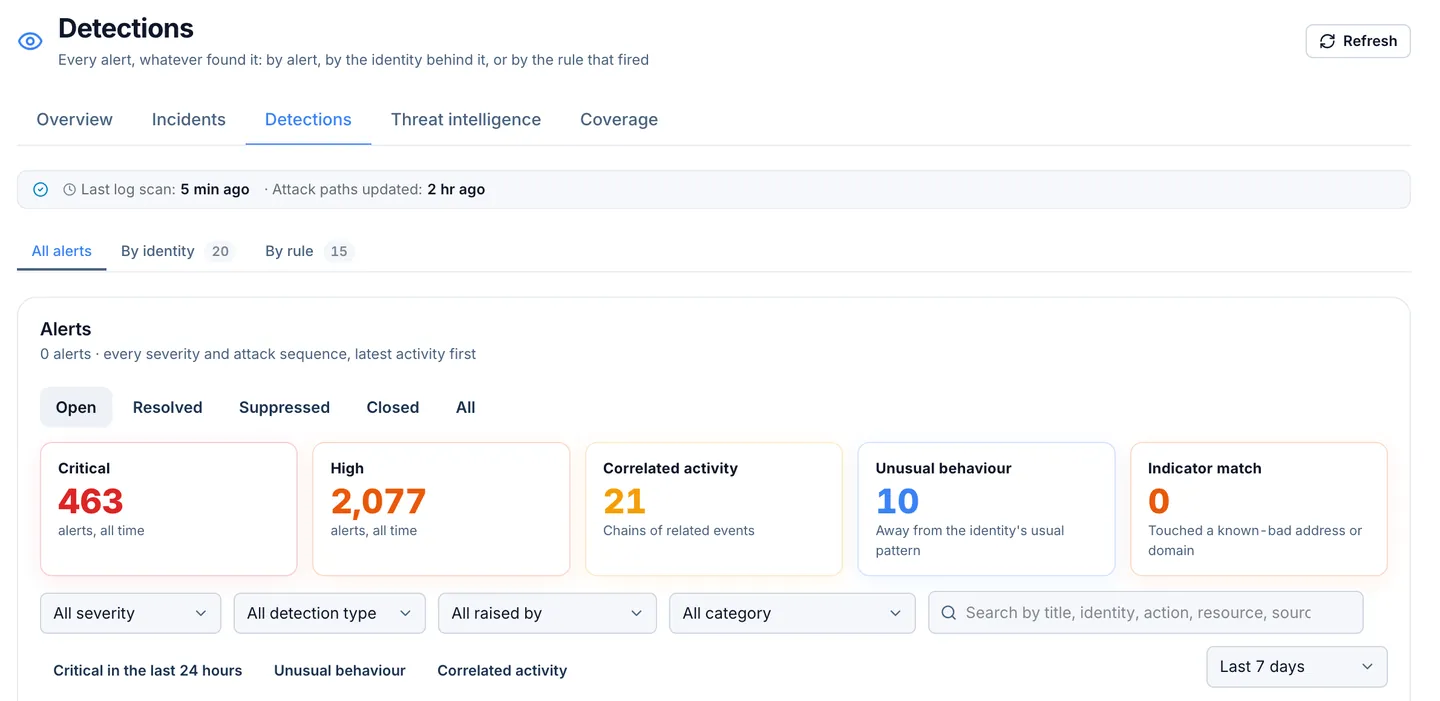 Detections
Every alert, whatever found it: by alert, by the identity behind it, or by the rule that fired
Refresh
Overview
Incidents
Detections
Threat intelligence
Coverage
Last log scan: 5 min ago · Attack paths updated: 2 hr ago
All alerts
By identity 20
By rule 15
Alerts
0 alerts · every severity and attack sequence, latest activity first
Open
Resolved
Suppressed
Closed
All
Critical
463
alerts, all time
High
2,077
alerts, all time
Correlated activity
21
Chains of related events
Unusual behaviour
10
Away from the identity's usual
pattern
Indicator match
0
Touched a known-bad address or
domain
All severity
All detection type
All raised by
All category
Search by title, identity, action, resource, sourc
Critical in the last 24 hours
Unusual behaviour
Correlated activity
Last 7 days